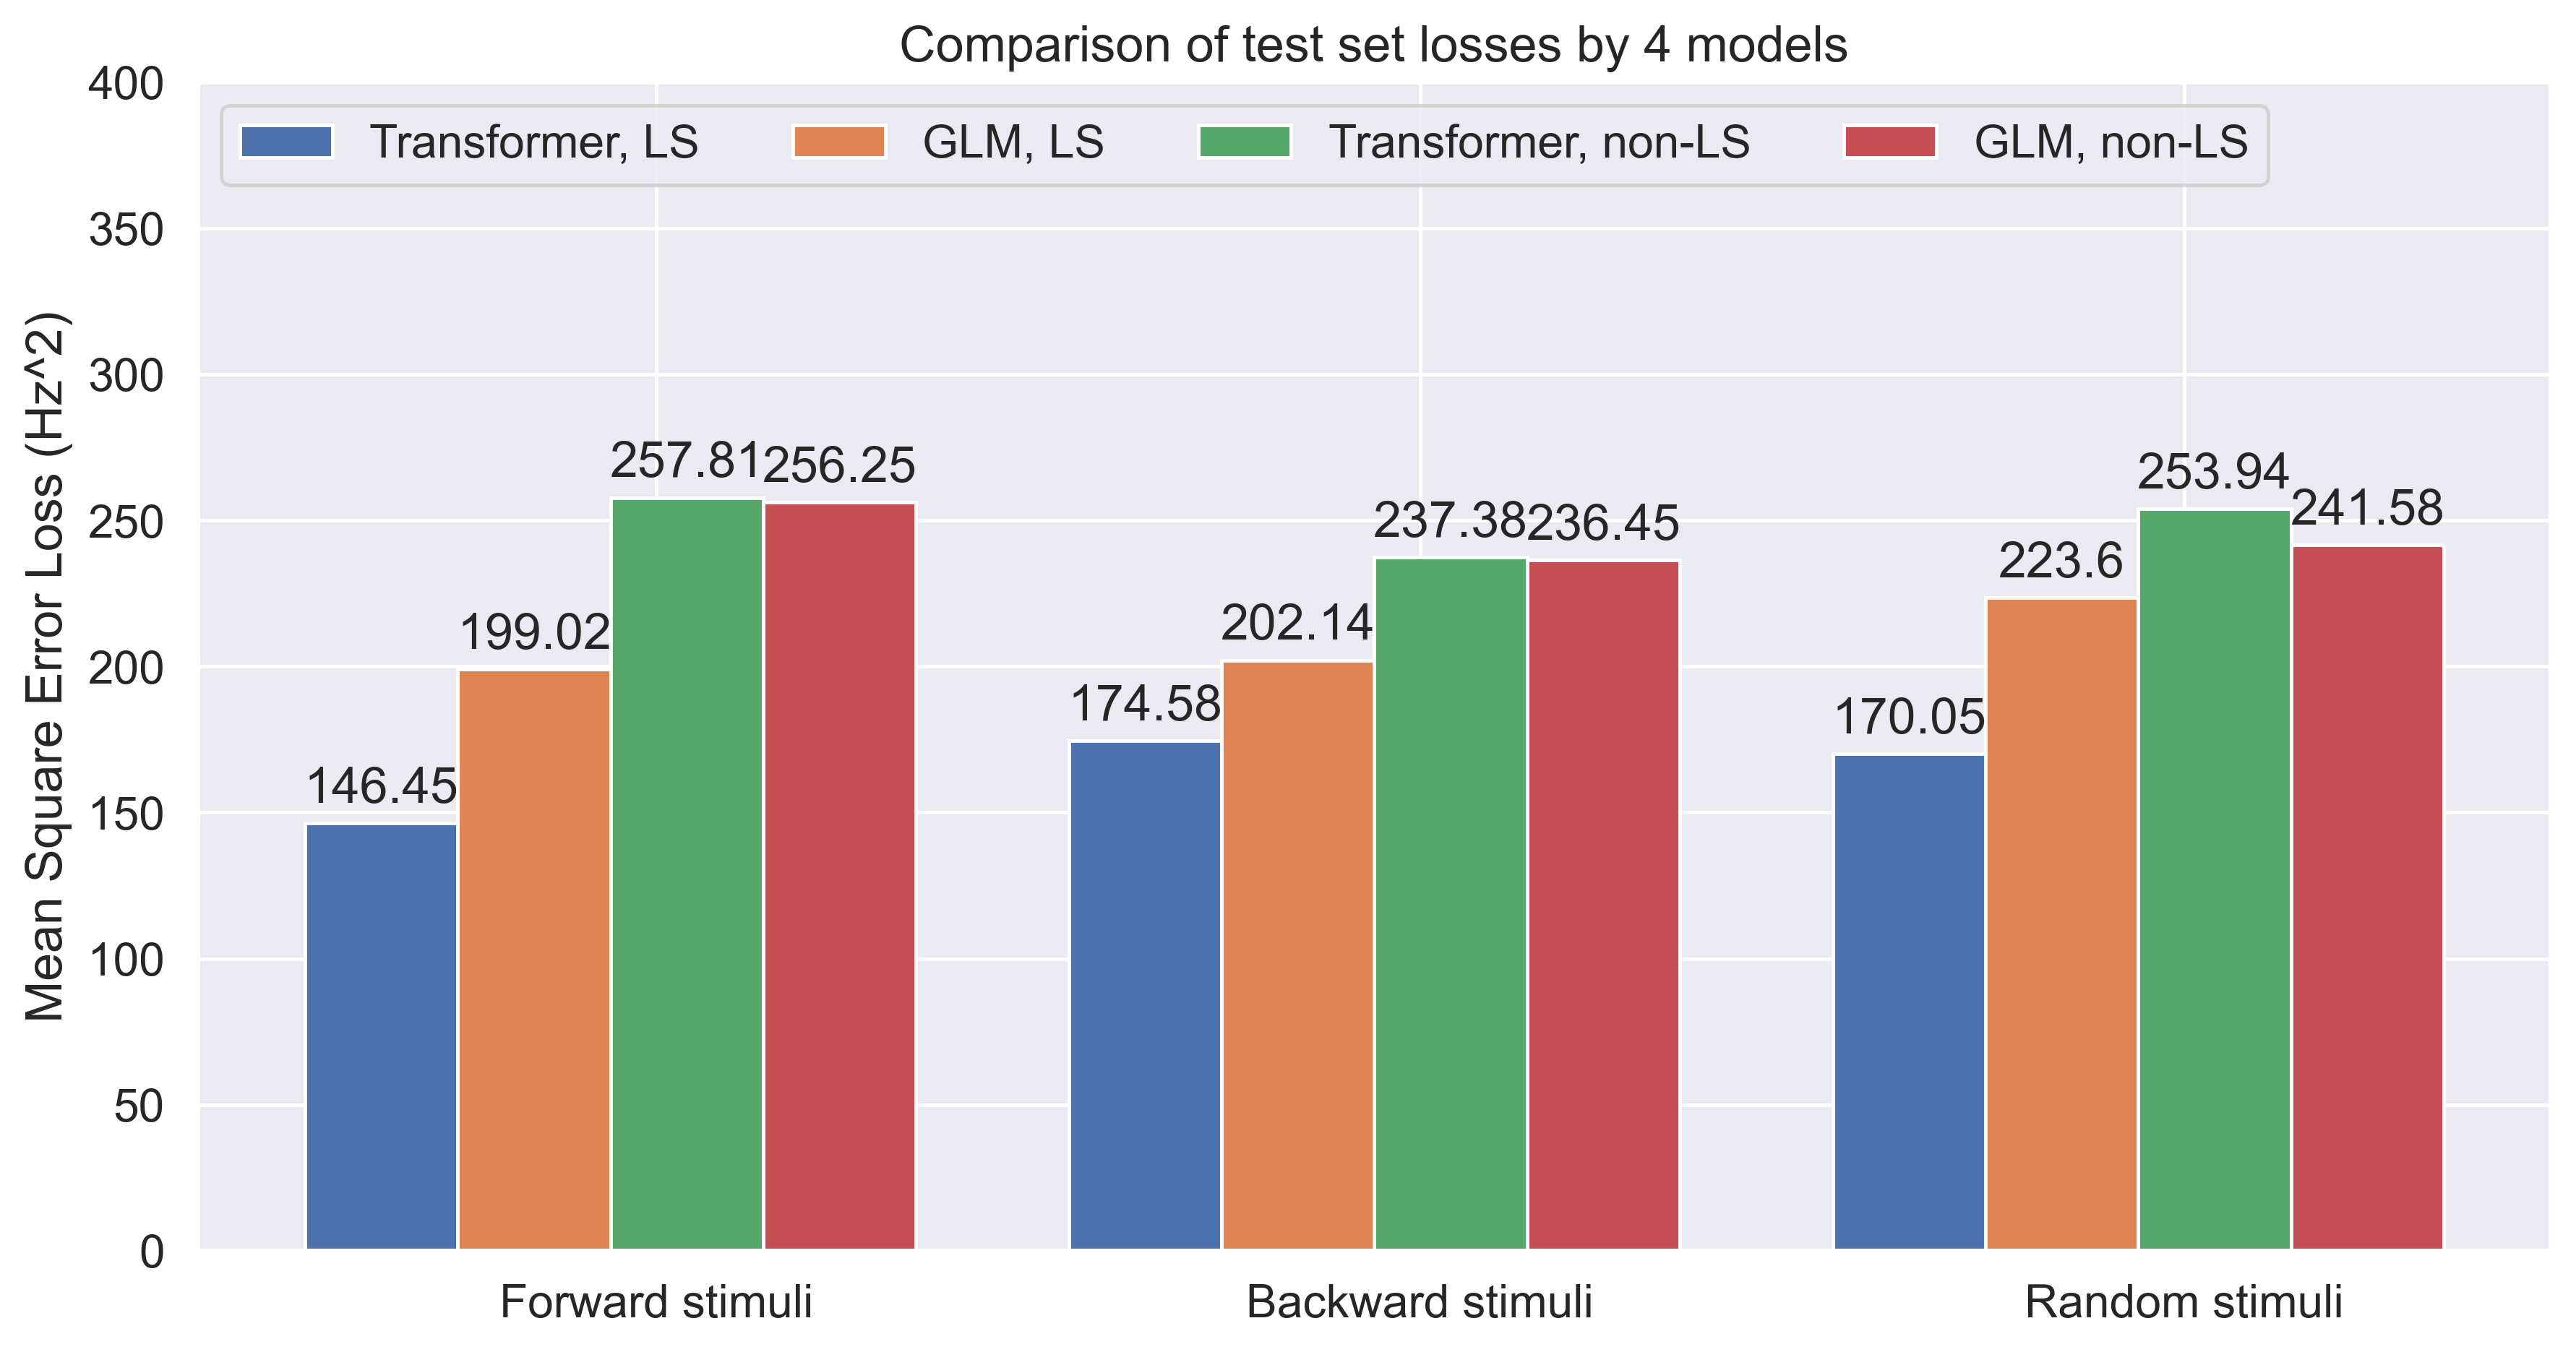 Comparison of test set losses by 4 models
Mean Square Error Loss (Hz^2)
400
350
300
250
200
150
100
50
0
Transformer, LS
GLM, LS
Transformer, non-LS
GLM, non-LS
146.45
199.02
257.81
256.25
174.58
202.14
237.38
236.45
170.05
223.6
253.94
241.58
Forward stimuli
Backward stimuli
Random stimuli